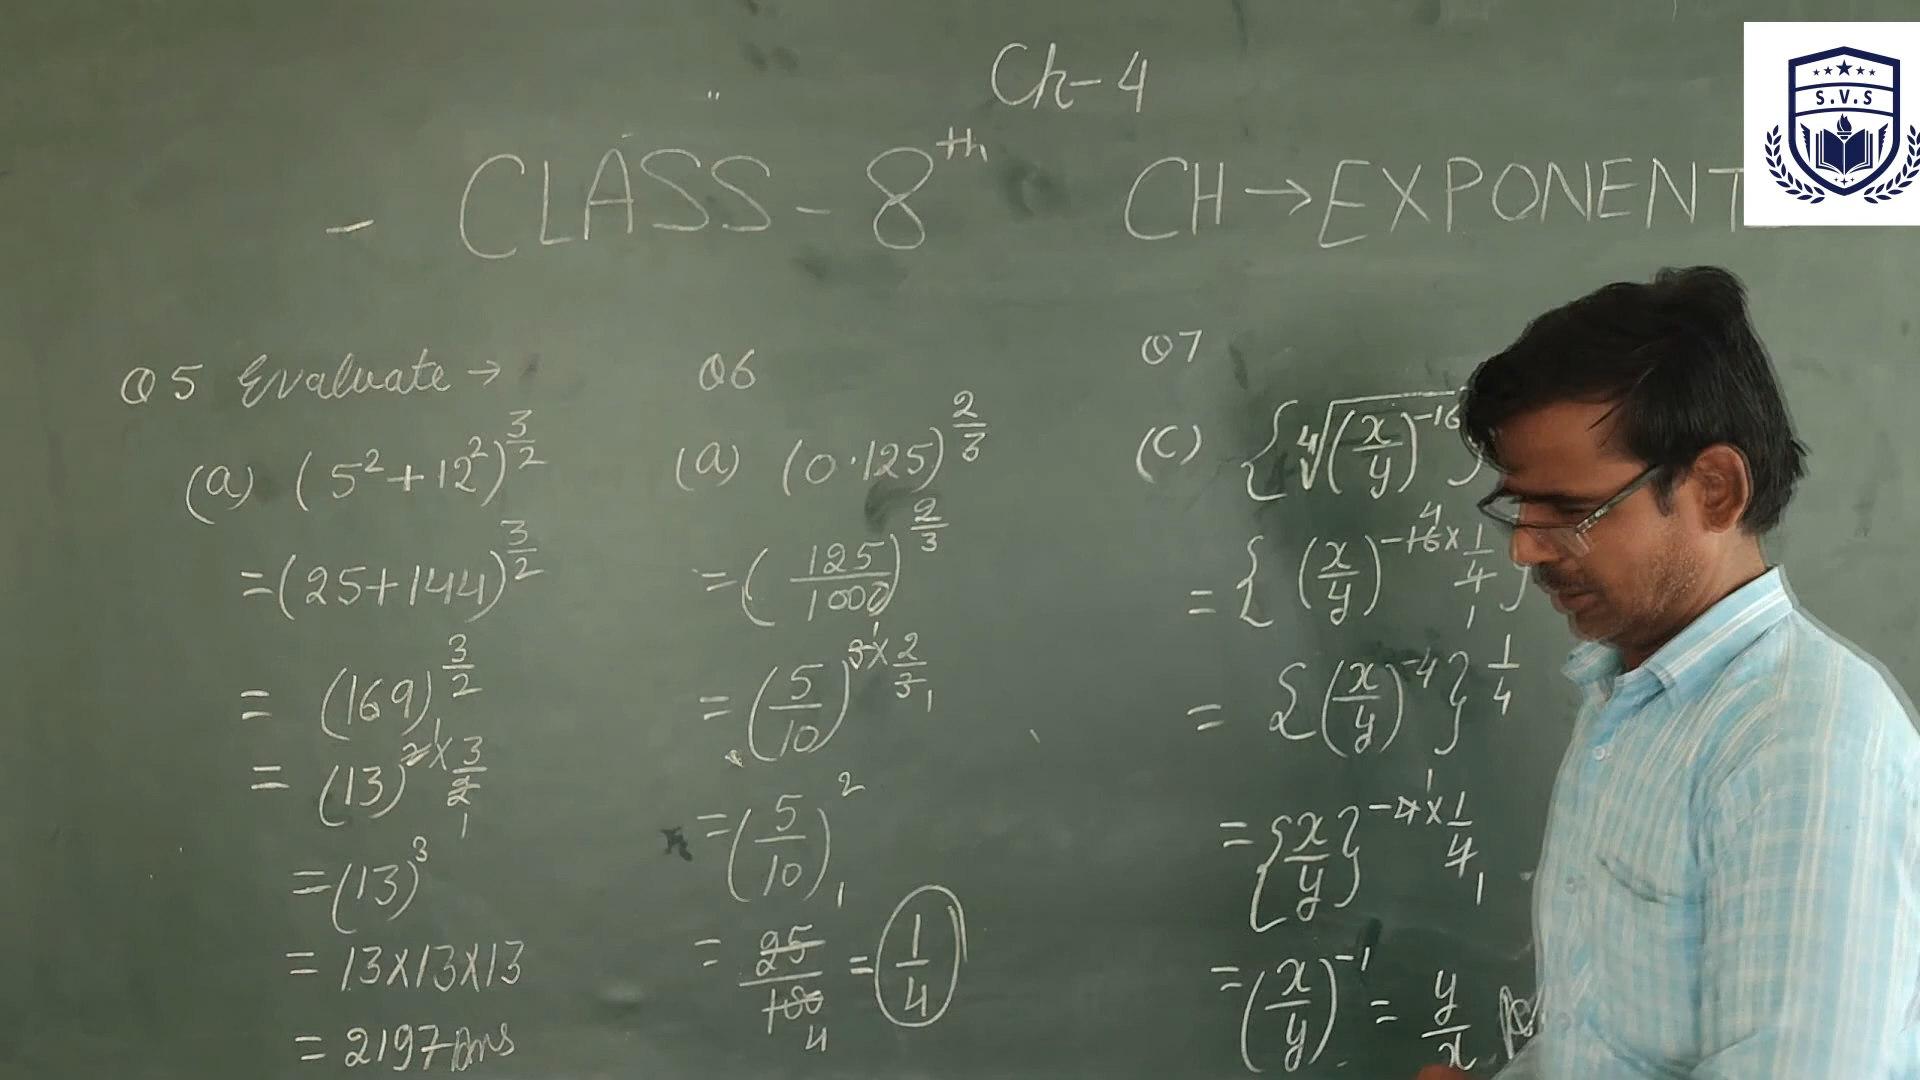 Ch-4
- CLASS - 8th CH → EXPONENT
S.V.S
Q5 Evaluate →
(a) (5² + 12²)^(3/2)
= (25+144)^(3/2)
= (169)^(3/2)
= (13)^(2×3/2)
= (13)³
= 13×13×13
= 2197 Ans
Q6
(a) (0·125)^(2/3)
= (125/1000)^(2/3)
= (5/10)^(3×2/3)
= (5/10)²
= 25/100 = 1/4
Q7
(C) {⁴√(x/y)^-16}
= {(x/y)^(-16×1/4)}
= {(x/y)^-4}^(1/4)
= {x/y}^(-4×1/4)
= (x/y)^-1 = y/x